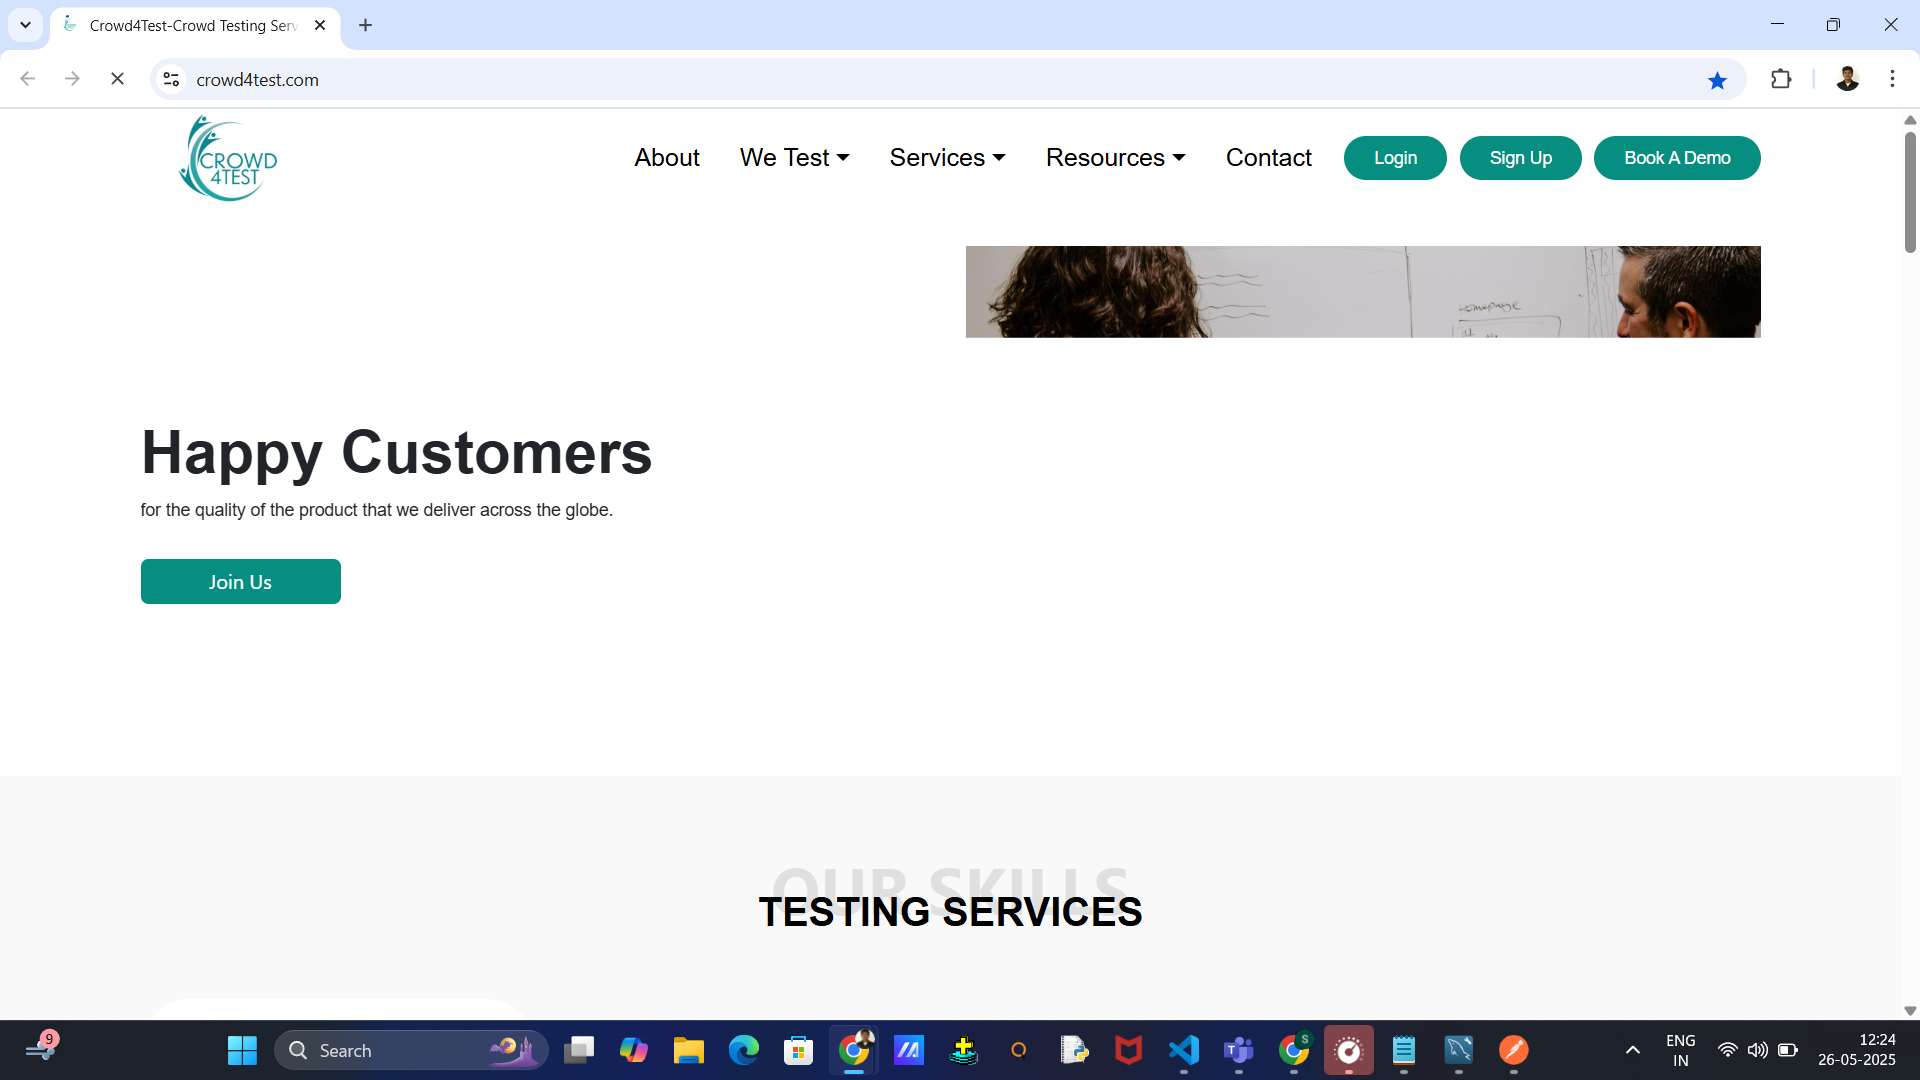 Crowd4Test-Crowd Testing Serv
crowd4test.com
CROWD
4TEST
About
We Test
Services
Resources
Contact
Login
Sign Up
Book A Demo
Homepage
Happy Customers
for the quality of the product that we deliver across the globe.
Join Us
OUR SKILLS
TESTING SERVICES
9
Search
S
ENG
IN
12:24
26-05-2025